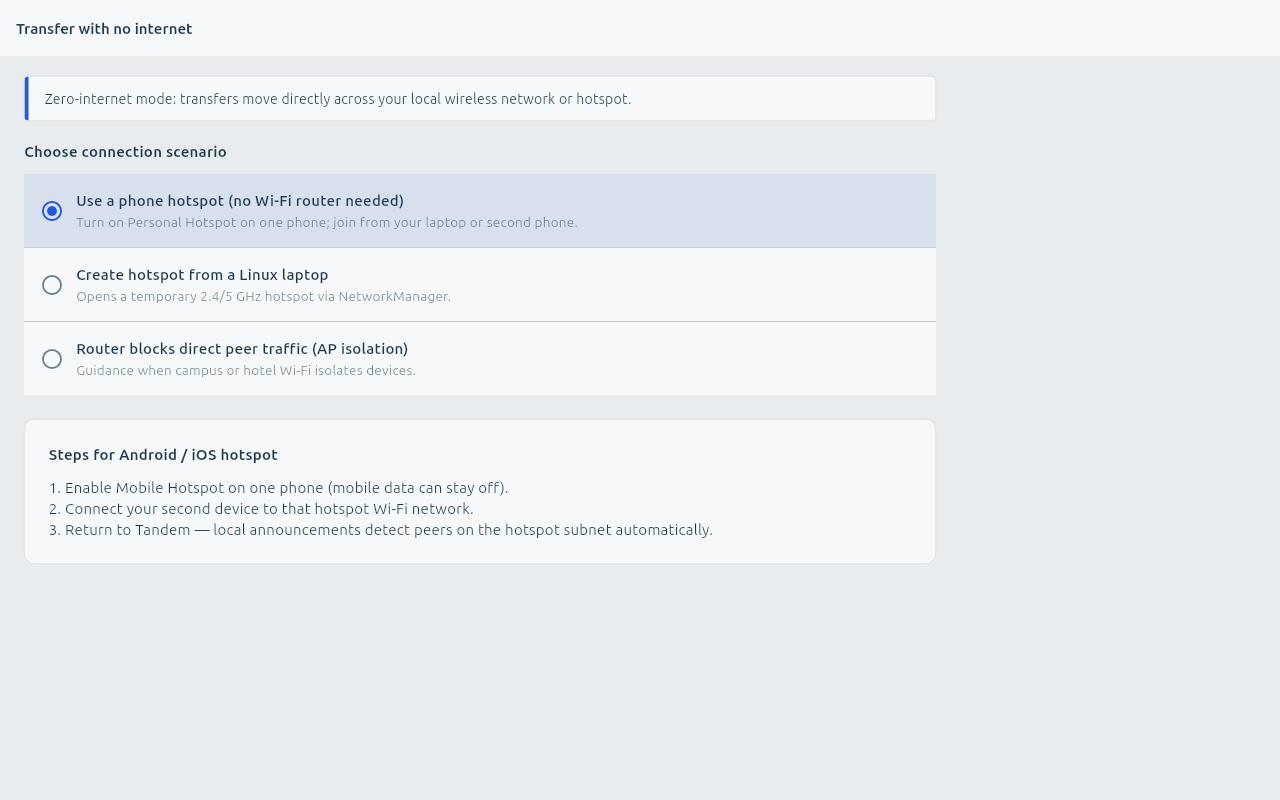 Transfer with no internet
Zero-internet mode: transfers move directly across your local wireless network or hotspot.
Choose connection scenario
Use a phone hotspot (no Wi-Fi router needed)
Turn on Personal Hotspot on one phone; join from your laptop or second phone.
Create hotspot from a Linux laptop
Opens a temporary 2.4/5 GHz hotspot via NetworkManager.
Router blocks direct peer traffic (AP isolation)
Guidance when campus or hotel Wi-Fi isolates devices.
Steps for Android / iOS hotspot
1. Enable Mobile Hotspot on one phone (mobile data can stay off).
2. Connect your second device to that hotspot Wi-Fi network.
3. Return to Tandem — local announcements detect peers on the hotspot subnet automatically.